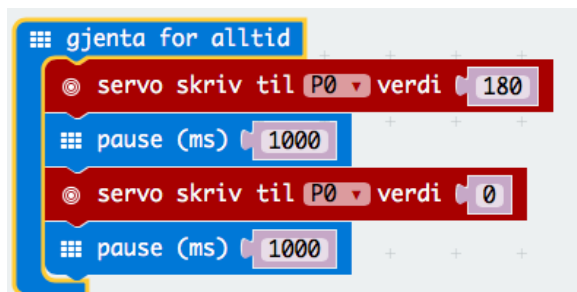 gjenta for alltid
servo skriv til P0 verdi 180
pause (ms) 1000
servo skriv til P0 verdi 0
pause (ms) 1000